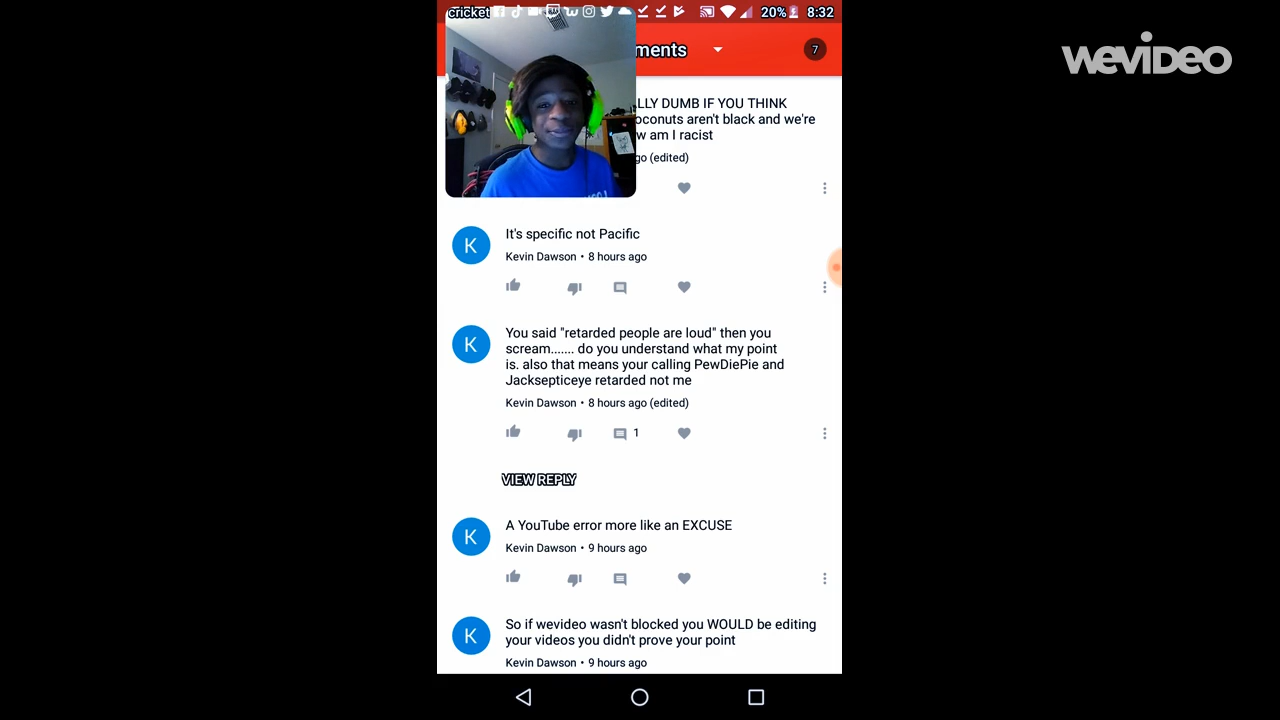 cricket 20% 8:32
WEVIDEO
ments 7
LLY DUMB IF YOU THINK
oconuts aren't black and we're
w am I racist
go (edited)
K It's specific not Pacific
Kevin Dawson • 8 hours ago
K You said "retarded people are loud" then you
scream....... do you understand what my point
is. also that means your calling PewDiePie and
Jacksepticeye retarded not me
Kevin Dawson • 8 hours ago (edited)
1
VIEW REPLY
K A YouTube error more like an EXCUSE
Kevin Dawson • 9 hours ago
K So if wevideo wasn't blocked you WOULD be editing
your videos you didn't prove your point
Kevin Dawson • 9 hours ago